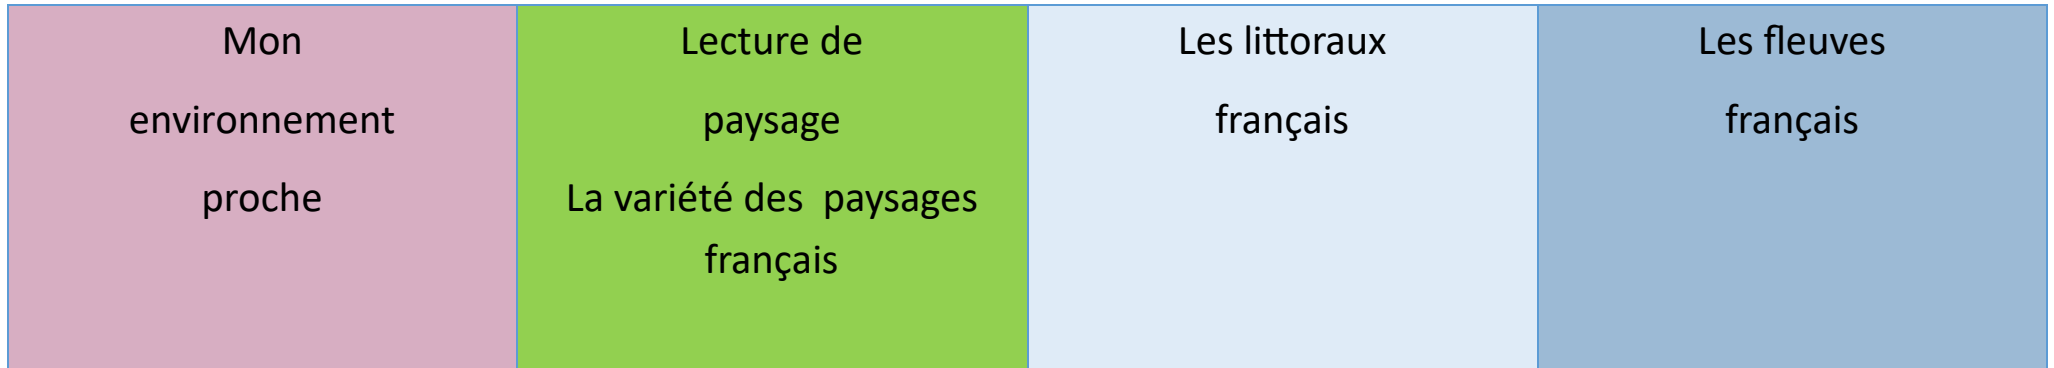 Mon
environnement
proche
Lecture de
paysage
La variété des  paysages
français
Les littoraux
français
Les fleuves
français